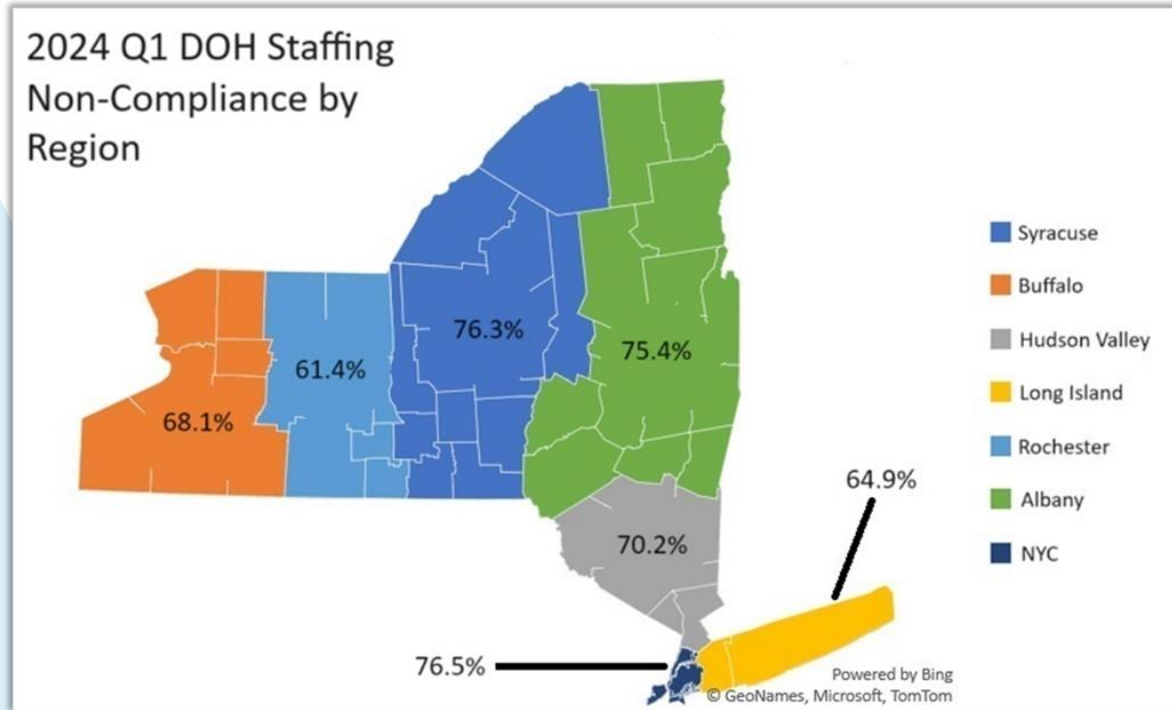 2024 Q1 DOH Staffing
Non-Compliance by
Region
Syracuse
Buffalo
Hudson Valley
Long Island
Rochester
Albany
NYC
76.3%
75.4%
61.4%
68.1%
64.9%
70.2%
76.5%
Powered by Bing
© GeoNames, Microsoft, TomTom